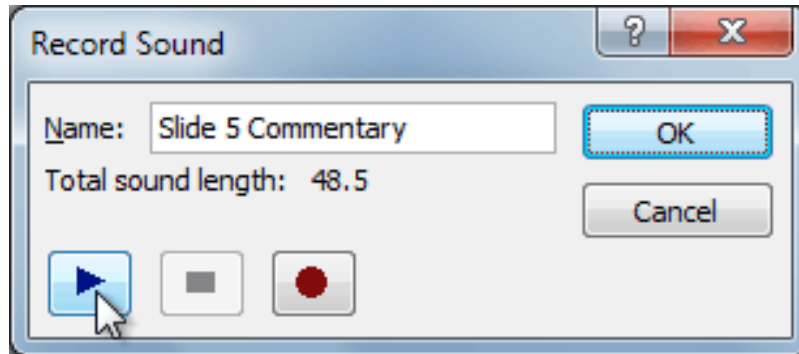 Record Sound
Name: Slide 5 Commentary
OK
Total sound length: 48.5
Cancel